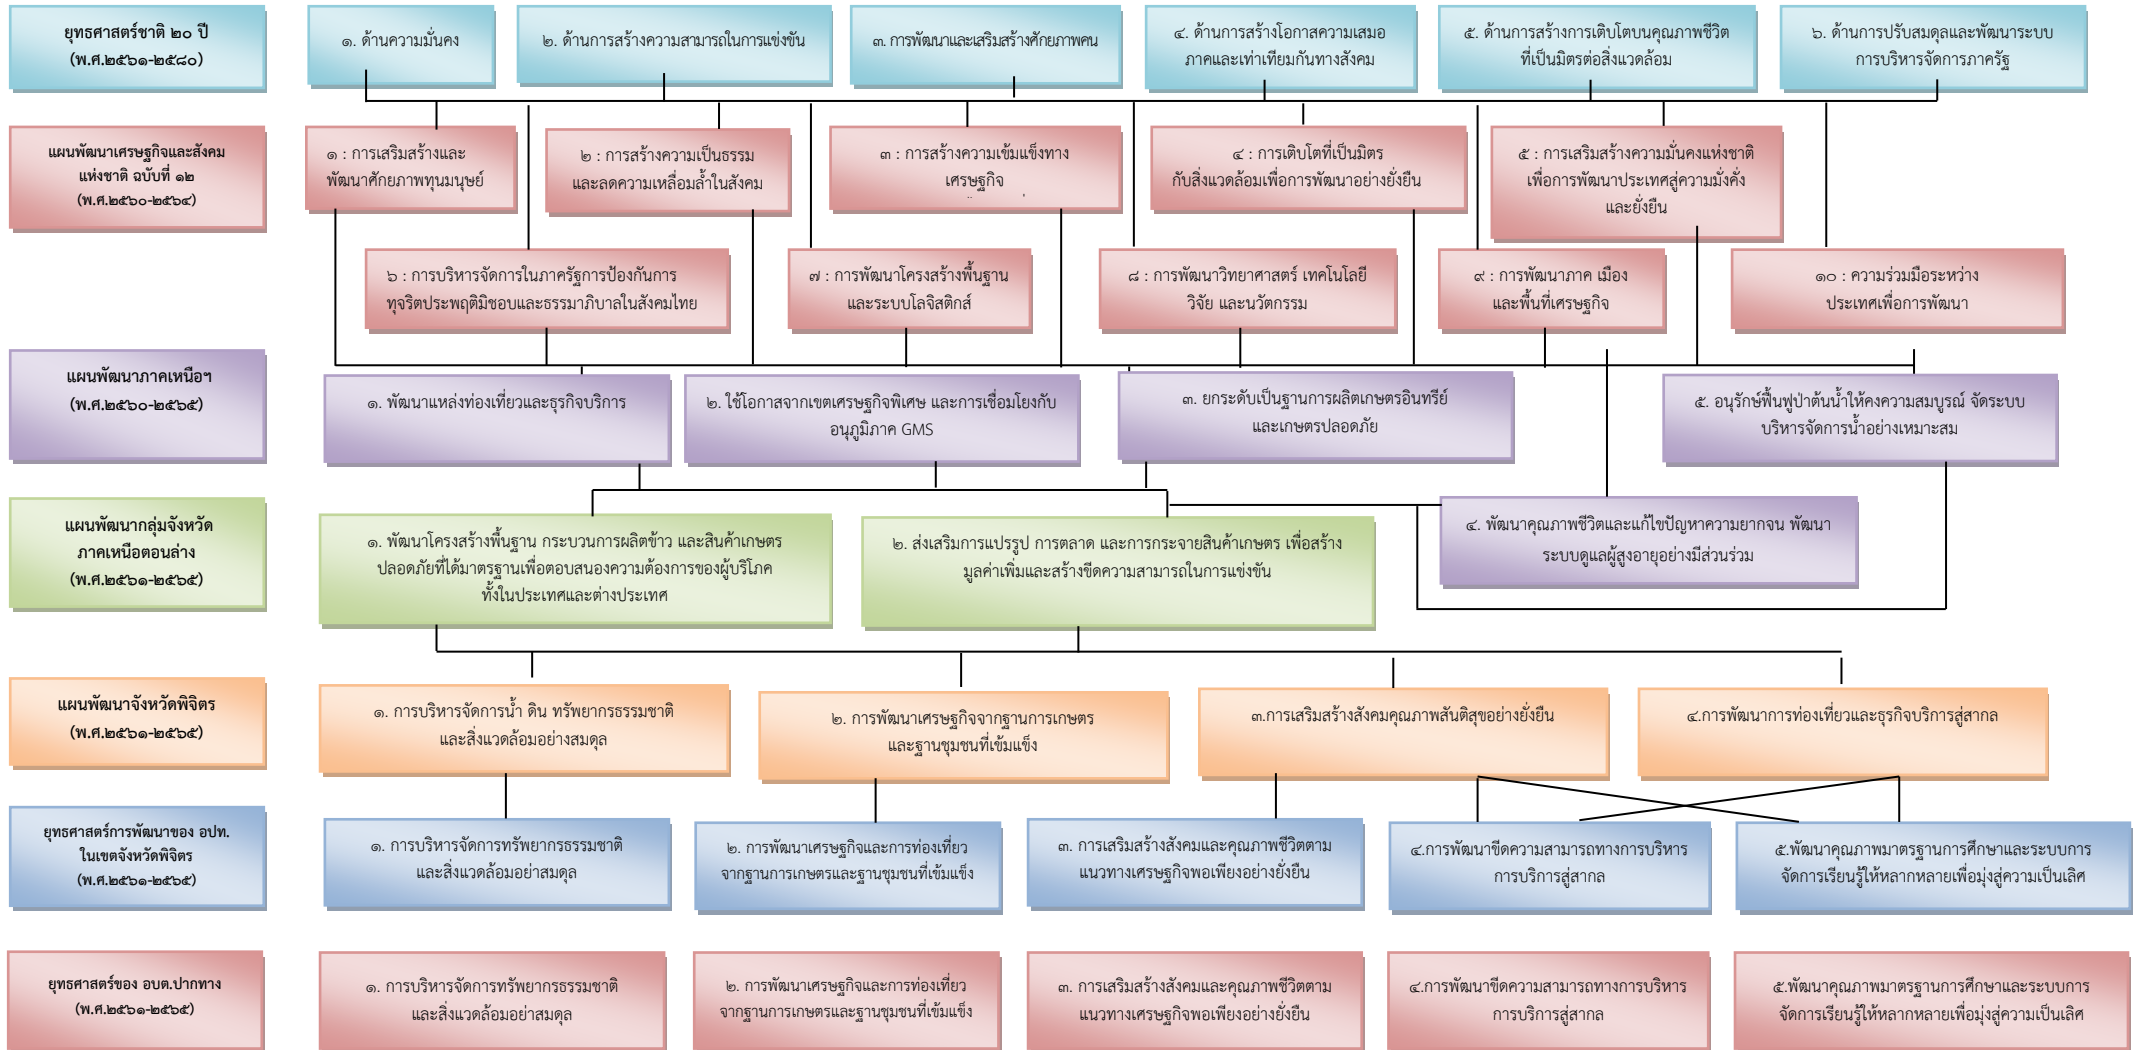 ยุทธศาสตร์ชาติ ๒๐ ปี
(พ.ศ.๒๕๖๑-๒๕๘๐)
๑. ด้านความมั่นคง
๒. ด้านการสร้างความสามารถในการแข่งขัน
๓. การพัฒนาและเสริมสร้างศักยภาพคน
๔. ด้านการสร้างโอกาสความเสมอ
ภาคและเท่าเทียมกันทางสังคม
๕. ด้านการสร้างการเติบโตบนคุณภาพชีวิต
ที่เป็นมิตรต่อสิ่งแวดล้อม
๖. ด้านการปรับสมดุลและพัฒนาระบบ
การบริหารจัดการภาครัฐ
แผนพัฒนาเศรษฐกิจและสังคม
แห่งชาติ ฉบับที่ ๑๒
(พ.ศ.๒๕๖๐-๒๕๖๔)
๑ : การเสริมสร้างและ
พัฒนาศักยภาพทุนมนุษย์
๒ : การสร้างความเป็นธรรม
และลดความเหลื่อมล้ำในสังคม
๓ : การสร้างความเข้มแข็งทาง
เศรษฐกิจ
๔ : การเติบโตที่เป็นมิตร
กับสิ่งแวดล้อมเพื่อการพัฒนาอย่างยั่งยืน
๕ : การเสริมสร้างความมั่นคงแห่งชาติ
เพื่อการพัฒนาประเทศสู่ความมั่งคั่ง
และยั่งยืน
๖ : การบริหารจัดการในภาครัฐการป้องกันการ
ทุจริตประพฤติมิชอบและธรรมาภิบาลในสังคมไทย
๗ : การพัฒนาโครงสร้างพื้นฐาน
และระบบโลจิสติกส์
๘ : การพัฒนาวิทยาศาสตร์ เทคโนโลยี
วิจัย และนวัตกรรม
๙ : การพัฒนาภาค เมือง
และพื้นที่เศรษฐกิจ
๑๐ : ความร่วมมือระหว่าง
ประเทศเพื่อการพัฒนา
แผนพัฒนาภาคเหนือฯ
(พ.ศ.๒๕๖๐-๒๕๖๕)
๑. พัฒนาแหล่งท่องเที่ยวและธุรกิจบริการ
๒. ใช้โอกาสจากเขตเศรษฐกิจพิเศษ และการเชื่อมโยงกับ
อนุภูมิภาค GMS
๓. ยกระดับเป็นฐานการผลิตเกษตรอินทรีย์
และเกษตรปลอดภัย
๕. อนุรักษ์ฟื้นฟูป่าต้นน้ำให้คงความสมบูรณ์ จัดระบบ
บริหารจัดการน้ำอย่างเหมาะสม
๔. พัฒนาคุณภาพชีวิตและแก้ไขปัญหาความยากจน พัฒนา
ระบบดูแลผู้สูงอายุอย่างมีส่วนร่วม
แผนพัฒนากลุ่มจังหวัด
ภาคเหนือตอนล่าง
(พ.ศ.๒๕๖๑-๒๕๖๕)
๑. พัฒนาโครงสร้างพื้นฐาน กระบวนการผลิตข้าว และสินค้าเกษตร
ปลอดภัยที่ได้มาตรฐานเพื่อตอบสนองความต้องการของผู้บริโภค
ทั้งในประเทศและต่างประเทศ
๒. ส่งเสริมการแปรรูป การตลาด และการกระจายสินค้าเกษตร เพื่อสร้าง
มูลค่าเพิ่มและสร้างขีดความสามารถในการแข่งขัน
แผนพัฒนาจังหวัดพิจิตร
(พ.ศ.๒๕๖๑-๒๕๖๕)
๑. การบริหารจัดการน้ำ ดิน ทรัพยากรธรรมชาติ
และสิ่งแวดล้อมอย่างสมดุล
๒. การพัฒนาเศรษฐกิจจากฐานการเกษตร
และฐานชุมชนที่เข้มแข็ง
๓.การเสริมสร้างสังคมคุณภาพสันติสุขอย่างยั่งยืน
๔.การพัฒนาการท่องเที่ยวและธุรกิจบริการสู่สากล
ยุทธศาสตร์การพัฒนาของ อปท.
ในเขตจังหวัดพิจิตร
(พ.ศ.๒๕๖๑-๒๕๖๕)
๑. การบริหารจัดการทรัพยากรธรรมชาติ
และสิ่งแวดล้อมอย่าสมดุล
๒. การพัฒนาเศรษฐกิจและการท่องเที่ยว
จากฐานการเกษตรและฐานชุมชนที่เข้มแข็ง
๓. การเสริมสร้างสังคมและคุณภาพชีวิตตาม
แนวทางเศรษฐกิจพอเพียงอย่างยั่งยืน
๔.การพัฒนาขีดความสามารถทางการบริหาร
การบริการสู่สากล
๕.พัฒนาคุณภาพมาตรฐานการศึกษาและระบบการ
จัดการเรียนรู้ให้หลากหลายเพื่อมุ่งสู่ความเป็นเลิศ
ยุทธศาสตร์ของ อบต.ปากทาง
(พ.ศ.๒๕๖๑-๒๕๖๕)
๑. การบริหารจัดการทรัพยากรธรรมชาติ
และสิ่งแวดล้อมอย่าสมดุล
๒. การพัฒนาเศรษฐกิจและการท่องเที่ยว
จากฐานการเกษตรและฐานชุมชนที่เข้มแข็ง
๓. การเสริมสร้างสังคมและคุณภาพชีวิตตาม
แนวทางเศรษฐกิจพอเพียงอย่างยั่งยืน
๔.การพัฒนาขีดความสามารถทางการบริหาร
การบริการสู่สากล
๕.พัฒนาคุณภาพมาตรฐานการศึกษาและระบบการ
จัดการเรียนรู้ให้หลากหลายเพื่อมุ่งสู่ความเป็นเลิศ